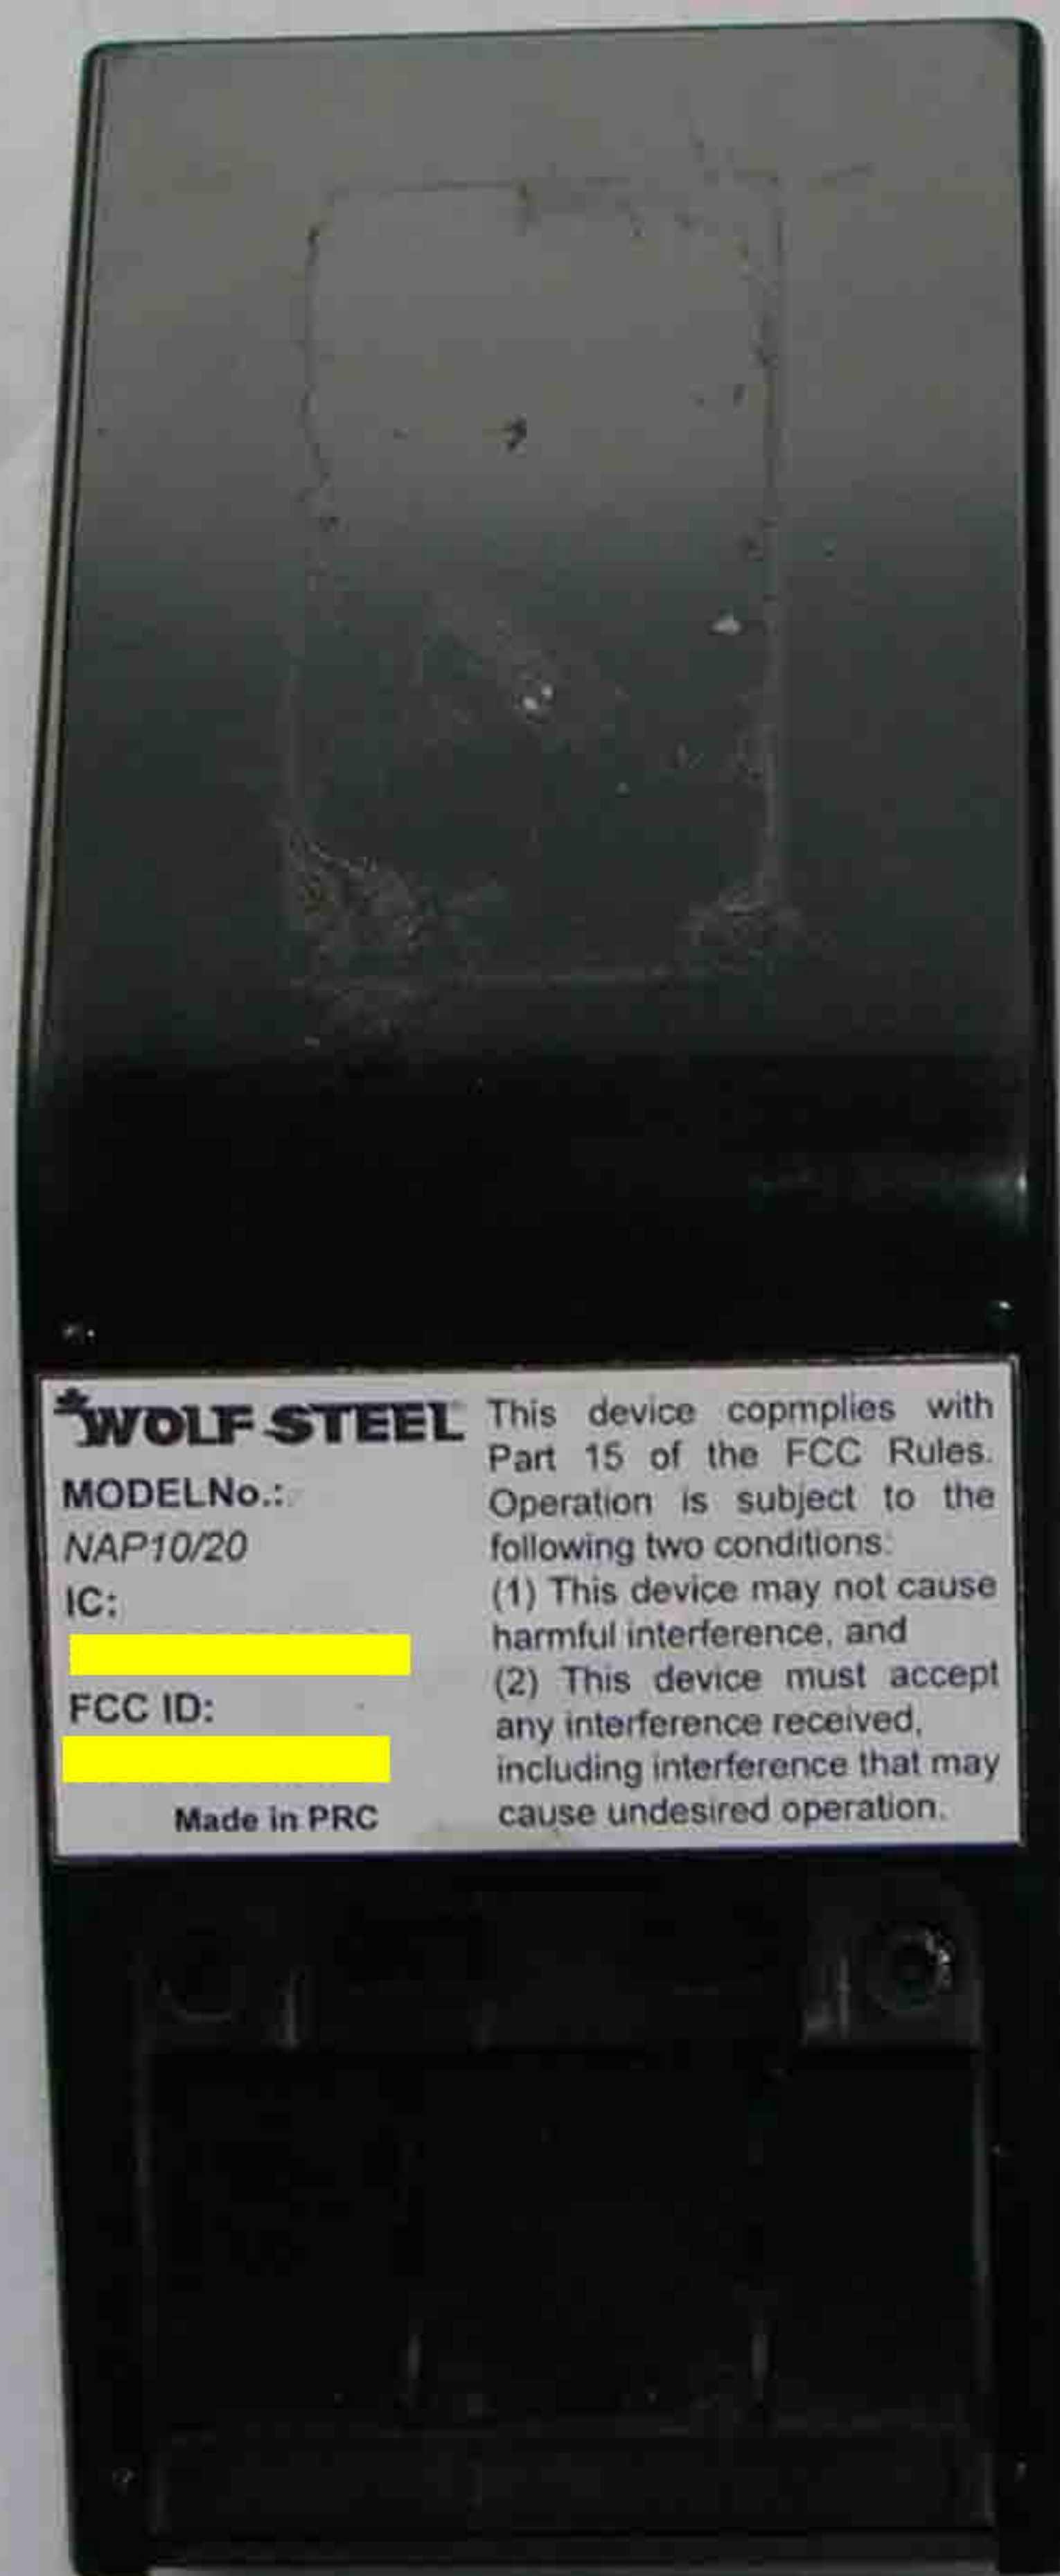 WOLF STEEL
MODELNo.:
NAP10/20
IC:
FCC ID:
Made in PRC
This device copmplies with
Part 15 of the FCC Rules.
Operation is subject to the
following two conditions:
(1) This device may not cause
harmful interference, and
(2) This device must accept
any interference received,
including interference that may
cause undesired operation.